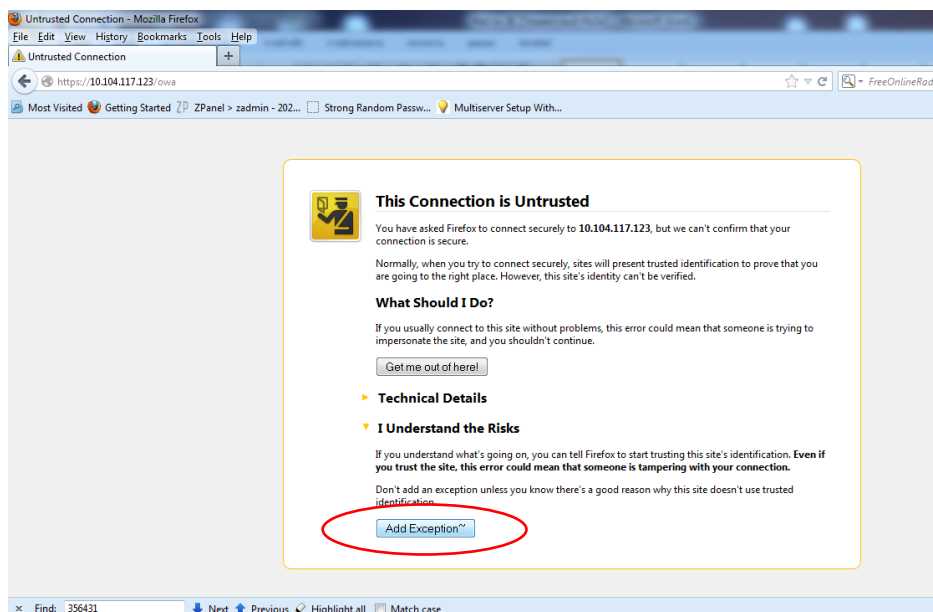 Untrusted Connection - Mozilla Firefox
File Edit View History Bookmarks Tools Help
Untrusted Connection +
https://10.104.117.123/owa FreeOnlineRad
Most Visited Getting Started ZP ZPanel > zadmin - 202... Strong Random Passw... Multiserver Setup With...
This Connection is Untrusted
You have asked Firefox to connect securely to 10.104.117.123, but we can't confirm that your
connection is secure.
Normally, when you try to connect securely, sites will present trusted identification to prove that you
are going to the right place. However, this site's identity can't be verified.
What Should I Do?
If you usually connect to this site without problems, this error could mean that someone is trying to
impersonate the site, and you shouldn't continue.
Get me out of here!
Technical Details
I Understand the Risks
If you understand what's going on, you can tell Firefox to start trusting this site's identification. Even if
you trust the site, this error could mean that someone is tampering with your connection.
Don't add an exception unless you know there's a good reason why this site doesn't use trusted
identification.
Add Exception~
× Find: 356431 Next Previous Highlight all Match case